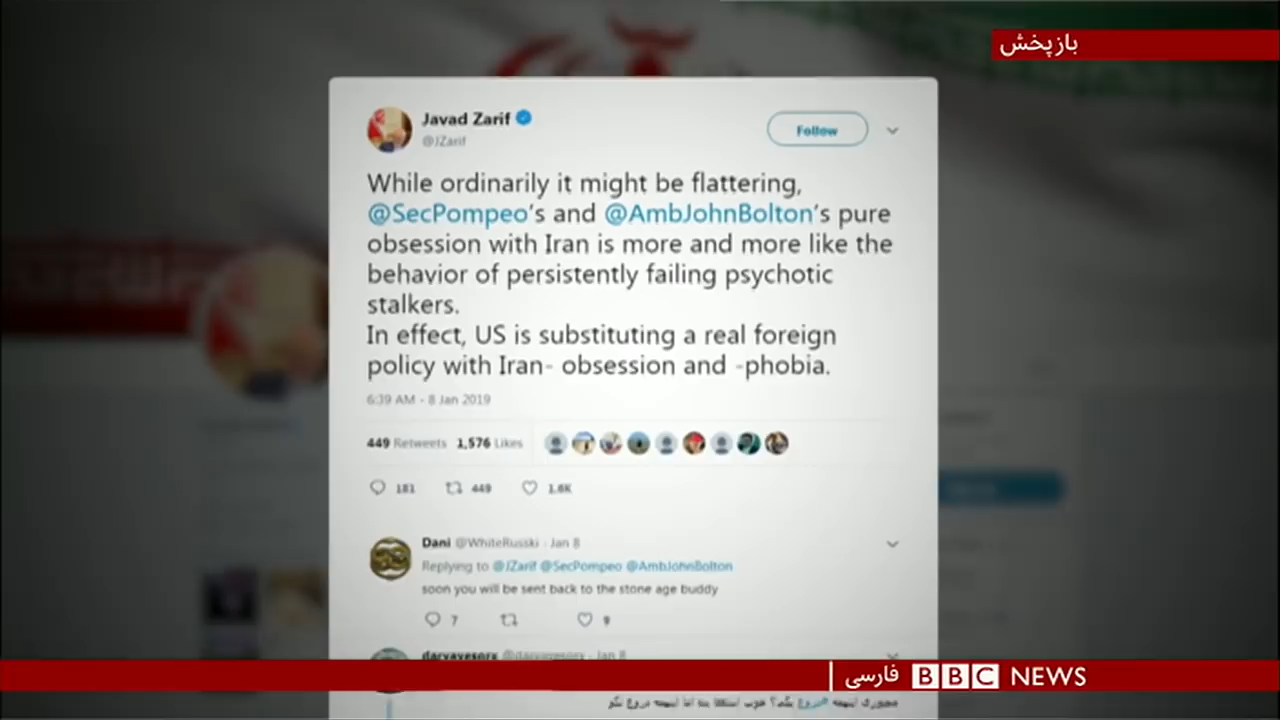 بازپخش
Javad Zarif
@JZarif
Follow
While ordinarily it might be flattering,
@SecPompeo's and @AmbJohnBolton's pure
obsession with Iran is more and more like the
behavior of persistently failing psychotic
stalkers.
In effect, US is substituting a real foreign
policy with Iran- obsession and -phobia.
6:39 AM - 8 Jan 2019
449 Retweets 1,576 Likes
181 449 1.6K
Dani @WhiteRusski · Jan 8
Replying to @JZarif @SecPompeo @AmbJohnBolton
soon you will be sent back to the stone age buddy
7 9
Jan 8
فارسی BBC NEWS